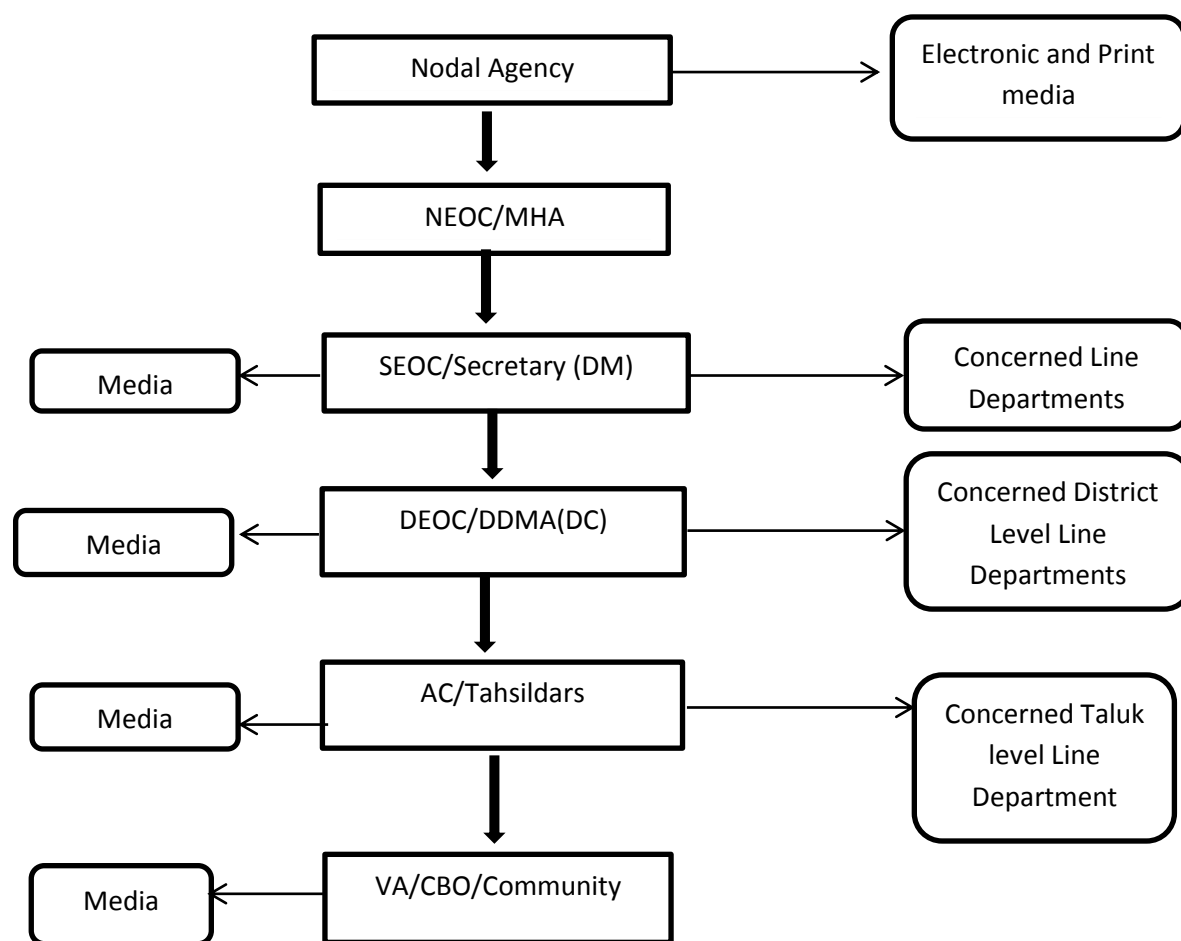 Nodal Agency
Electronic and Print
media
NEOC/MHA
Media
SEOC/Secretary (DM)
Concerned Line
Departments
Media
DEOC/DDMA(DC)
Concerned District
Level Line
Departments
Media
AC/Tahsildars
Concerned Taluk
level Line
Department
Media
VA/CBO/Community